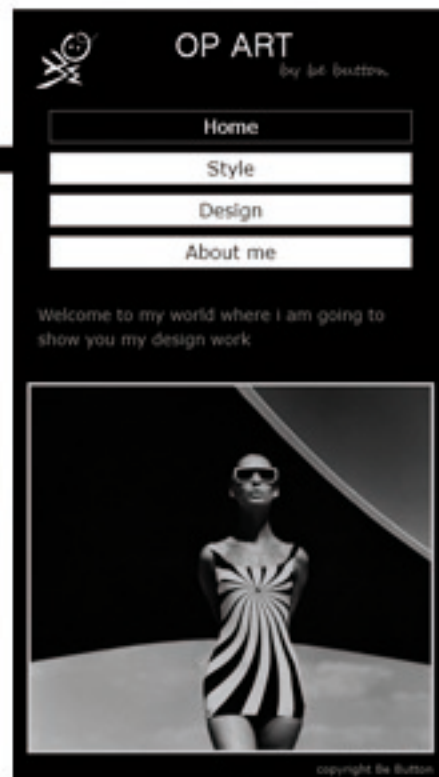 OP ART
by be button.
Home
Style
Design
About me
Welcome to my world where i am going to
show you my design work
copyright Be Button